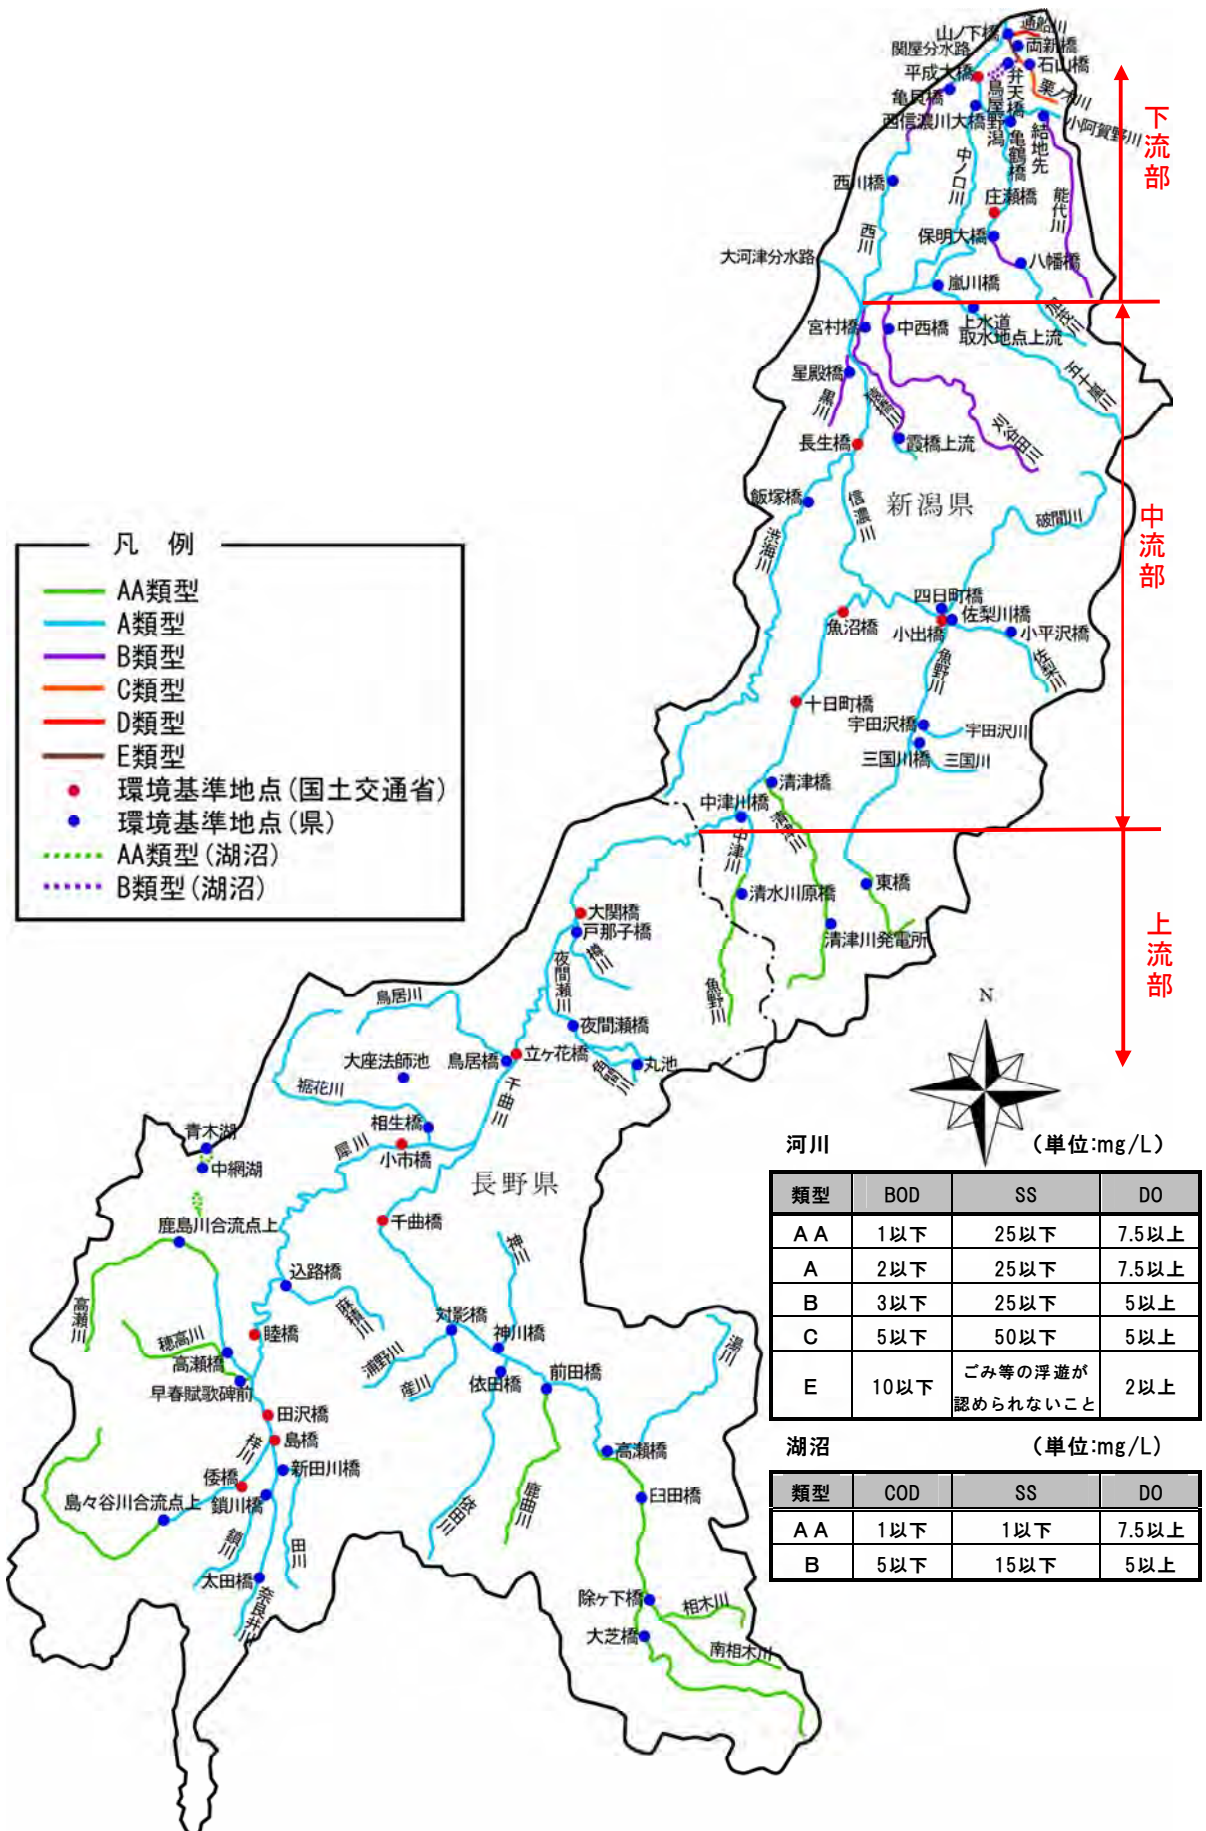 通船川
山ノ下橋
関屋分水路
両新橋
平成大橋
石山橋
弁天橋
亀貝橋
鳥屋野潟
栗ノ木川
西信濃川大橋
小阿賀野川
亀鶴橋
結地先
下流部
中ノ口川
西川橋
庄瀬橋
能代川
西川
保明大橋
大河津分水路
八幡橋
嵐川橋
加茂川
宮村橋
中西橋
上水道
取水地点上流
星殿橋
五十嵐川
黒川
猿橋川
刈谷田川
長生橋
霞橋上流
飯塚橋
信濃川
新潟県
破間川
中流部
渋海川
四日町橋
佐梨川橋
魚沼橋
小出橋
小平沢橋
佐梨川
魚野川
十日町橋
宇田沢橋
宇田沢川
三国川橋
三国川
清津橋
中津川橋
清津川
中津川
東橋
清水川原橋
大関橋
戸那子橋
清津川発電所
樽川
上流部
夜間瀬川
魚野川
鳥居川
夜間瀬橋
大座法師池
鳥居橋
立ヶ花橋
角間川
丸池
裾花川
千曲川
相生橋
青木湖
犀川
小市橋
中綱湖
長野県
鹿島川合流点上
千曲橋
神川
込路橋
高瀬川
麻績川
穂高川
睦橋
対影橋
神川橋
湯川
高瀬橋
浦野川
産川
依田橋
前田橋
早春賦歌碑前
田沢橋
梓川
島橋
高瀬橋
倭橋
新田川橋
島々谷川合流点上
鎖川橋
臼田橋
依田川
鹿曲川
鎖川
田川
太田橋
奈良井川
除ヶ下橋
相木川
大芝橋
南相木川
N
凡 例
AA類型
A類型
B類型
C類型
D類型
E類型
環境基準地点(国土交通省)
環境基準地点(県)
AA類型(湖沼)
B類型(湖沼)
河川 (単位:mg/L)
類型 BOD SS DO
AA 1以下 25以下 7.5以上
A 2以下 25以下 7.5以上
B 3以下 25以下 5以上
C 5以下 50以下 5以上
E 10以下 ごみ等の浮遊が認められないこと 2以上
湖沼 (単位:mg/L)
類型 COD SS DO
AA 1以下 1以下 7.5以上
B 5以下 15以下 5以上